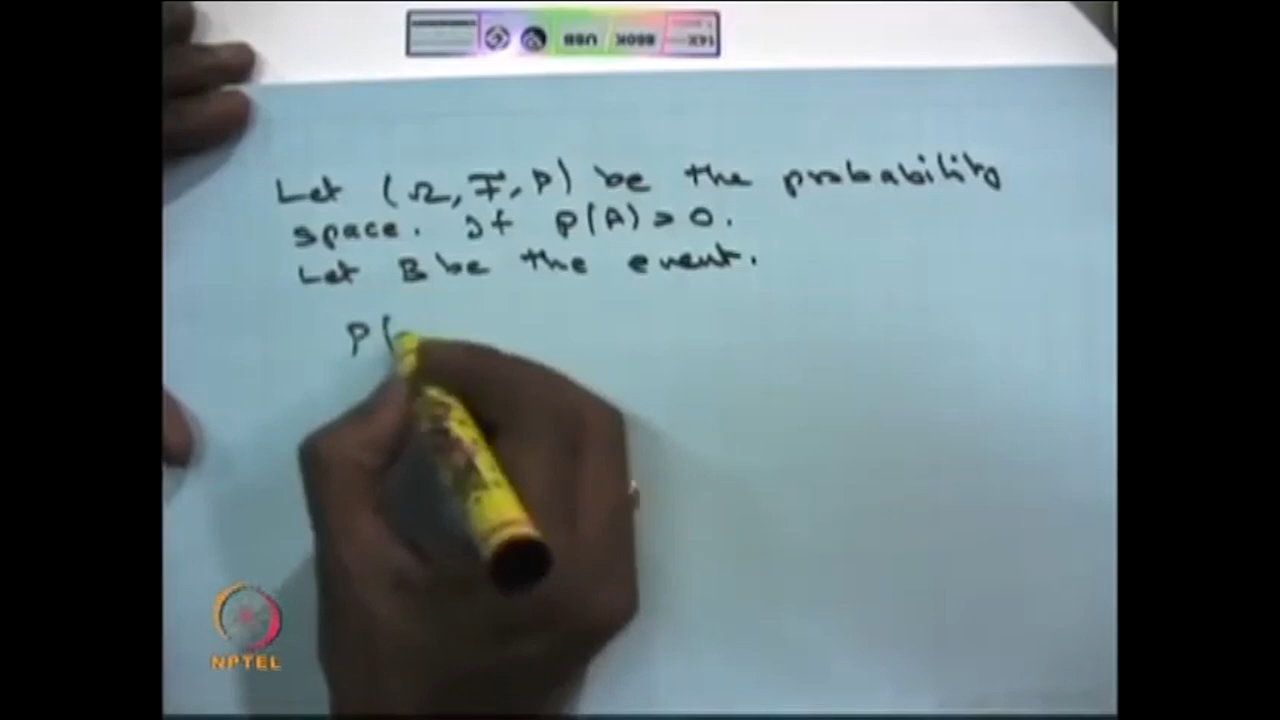 Let (Ω, F, P) be the probability
space. If P(A) > 0.
Let B be the event.
P(
NPTEL